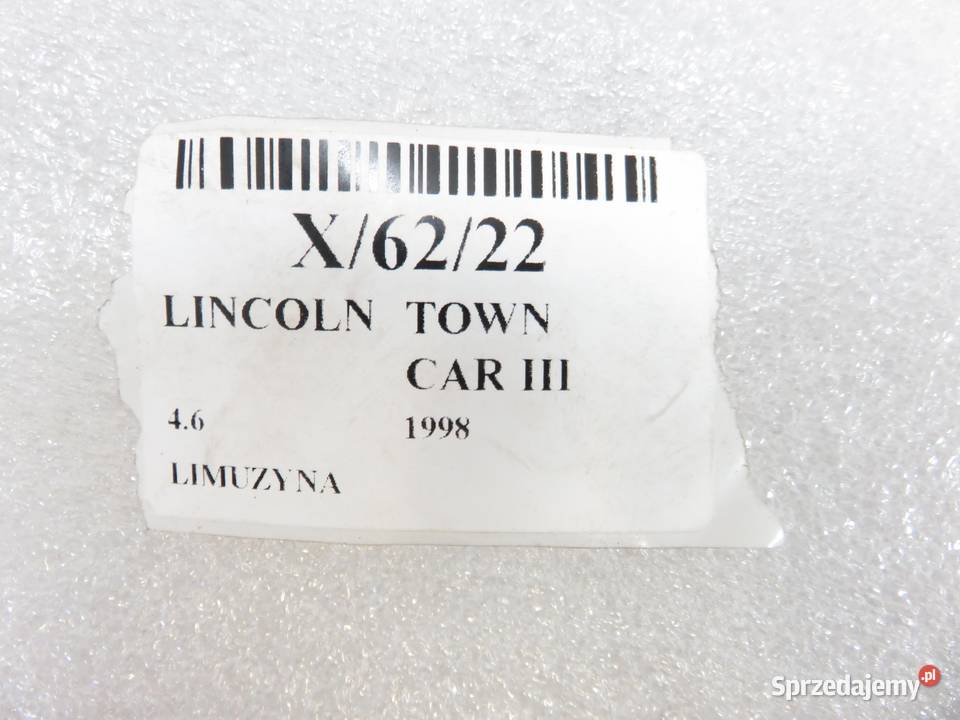 X/62/22
LINCOLN TOWN
CAR III
4.6 1998
LIMUZYNA
Sprzedajemy.pl